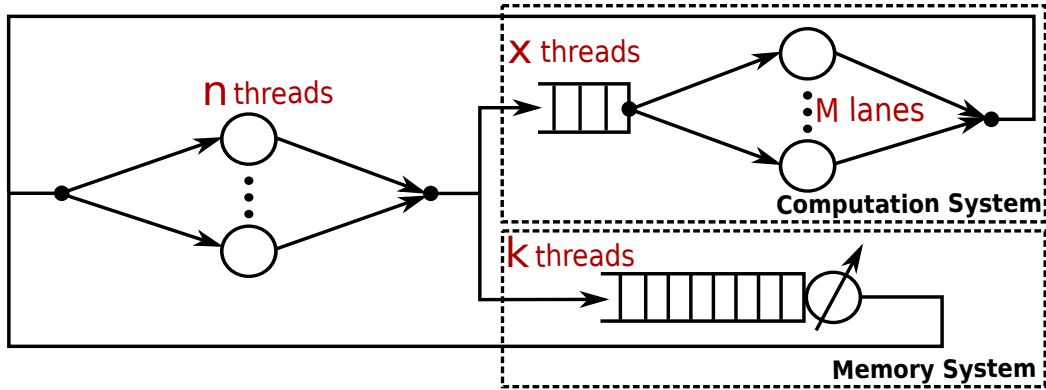 x threads
n threads
M lanes
Computation System
k threads
Memory System